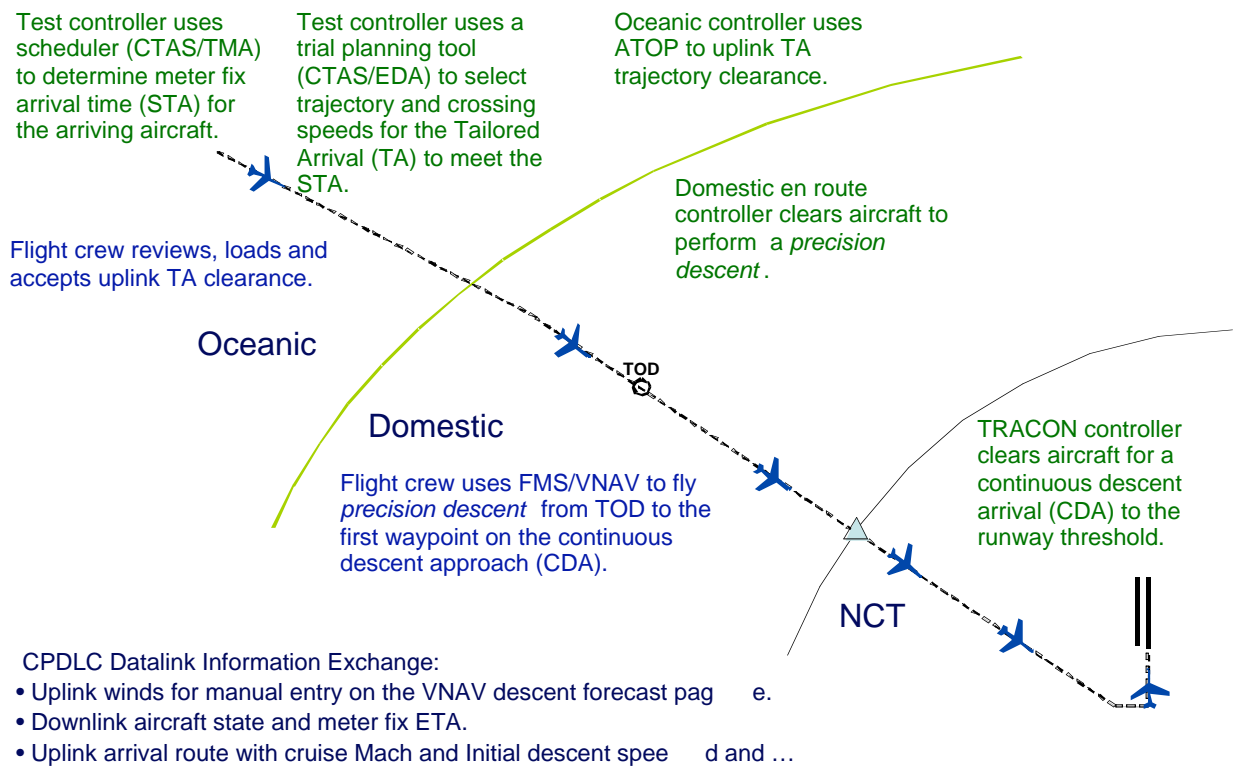 Test controller uses
scheduler (CTAS/TMA)
to determine meter fix
arrival time (STA) for
the arriving aircraft.
Test controller uses a
trial planning tool
(CTAS/EDA) to select
trajectory and crossing
speeds for the Tailored
Arrival (TA) to meet the
STA.
Oceanic controller uses
ATOP to uplink TA
trajectory clearance.
Domestic en route
controller clears aircraft to
perform a precision
descent .
Flight crew reviews, loads and
accepts uplink TA clearance.
Oceanic
TOD
Domestic
Flight crew uses FMS/VNAV to fly
precision descent from TOD to the
first waypoint on the continuous
descent approach (CDA).
TRACON controller
clears aircraft for a
continuous descent
arrival (CDA) to the
runway threshold.
NCT
CPDLC Datalink Information Exchange:
• Uplink winds for manual entry on the VNAV descent forecast pag e.
• Downlink aircraft state and meter fix ETA.
• Uplink arrival route with cruise Mach and Initial descent spee d and …